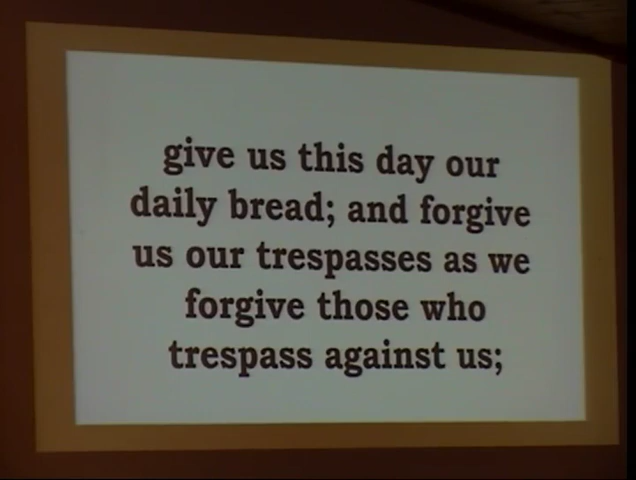 give us this day our
daily bread; and forgive
us our trespasses as we
forgive those who
trespass against us;